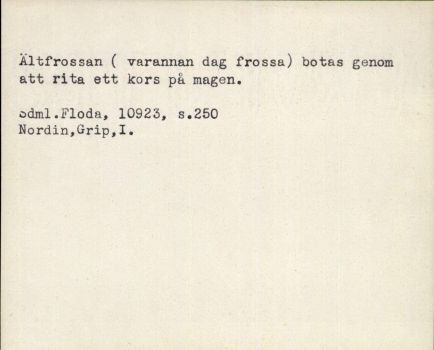 Ältfrossan ( varannan dag frossa) botas genom
att rita ett kors på magen.
Sdml.Floda, 10923, s.250
Nordin,Grip,I.